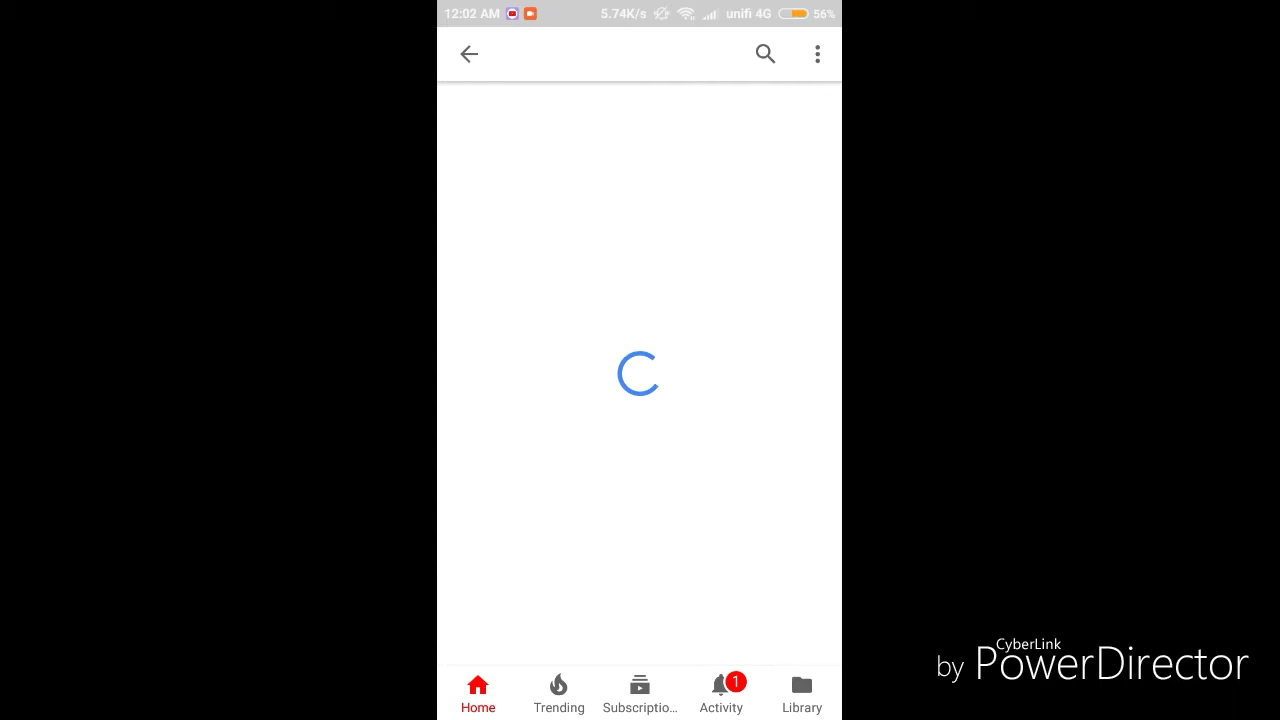 12:02 AM 5.74K/s unifi 4G 56%
Home Trending Subscriptio... Activity 1 Library
CyberLink
by PowerDirector